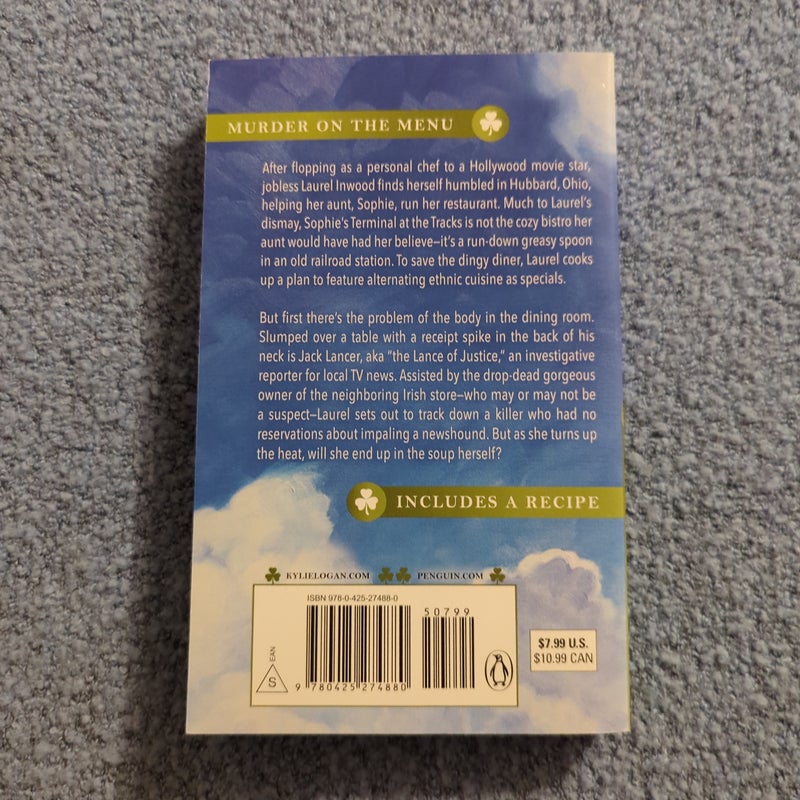 MURDER ON THE MENU
After flopping as a personal chef to a Hollywood movie star,
jobless Laurel Inwood finds herself humbled in Hubbard, Ohio,
helping her aunt, Sophie, run her restaurant. Much to Laurel's
dismay, Sophie's Terminal at the Tracks is not the cozy bistro her
aunt would have had her believe—it's a run-down greasy spoon
in an old railroad station. To save the dingy diner, Laurel cooks
up a plan to feature alternating ethnic cuisine as specials.
But first there's the problem of the body in the dining room.
Slumped over a table with a receipt spike in the back of his
neck is Jack Lancer, aka "the Lance of Justice," an investigative
reporter for local TV news. Assisted by the drop-dead gorgeous
owner of the neighboring Irish store—who may or may not be
a suspect—Laurel sets out to track down a killer who had no
reservations about impaling a newshound. But as she turns up
the heat, will she end up in the soup herself?
INCLUDES A RECIPE
KYLIELOGAN.COM PENGUIN.COM
ISBN 978-0-425-27488-0
50799
EAN
S
9 780425 274880
$7.99 U.S.
$10.99 CAN